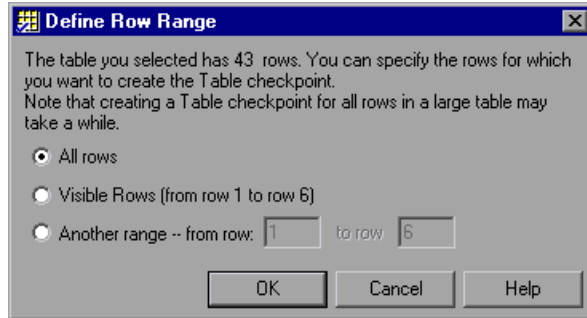 Define Row Range
The table you selected has 43 rows. You can specify the rows for which
you want to create the Table checkpoint.
Note that creating a Table checkpoint for all rows in a large table may
take a while.
All rows
Visible Rows (from row 1 to row 6)
Another range -- from row: 1 to row 6
OK Cancel Help